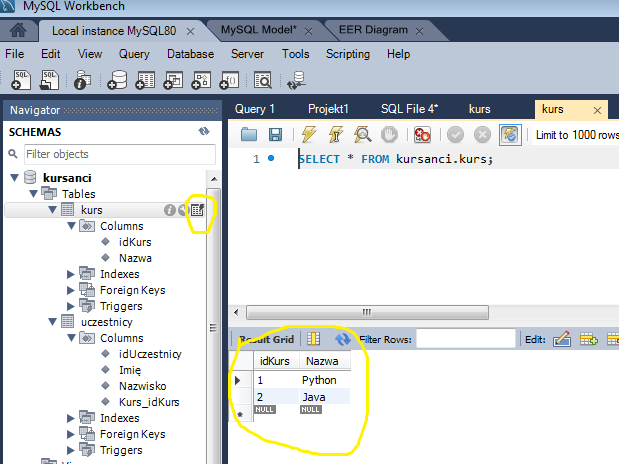 MySQL Workbench
Local instance MySQL80
MySQL Model*
EER Diagram
File Edit View Query Database Server Tools Scripting Help
Navigator
SCHEMAS
Filter objects
kursanci
Tables
kurs
Columns
idKurs
Nazwa
Indexes
Foreign Keys
Triggers
uczestnicy
Columns
idUczestnicy
Imię
Nazwisko
Kurs_idKurs
Indexes
Foreign Keys
Triggers
Query 1 Projekt1 SQL File 4* kurs kurs
Limit to 1000 rows
1 SELECT * FROM kursanci.kurs;
Result Grid Filter Rows: Edit:
idKurs Nazwa
1 Python
2 Java
NULL NULL